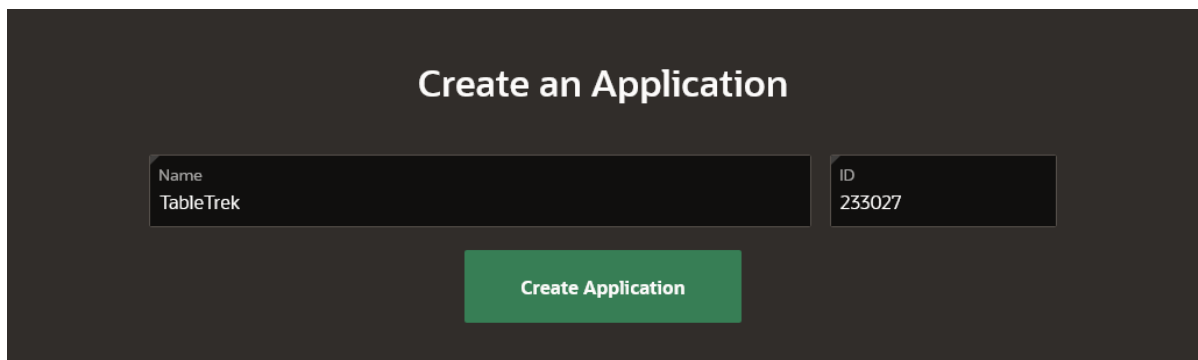 Create an Application
Name
TableTrek
ID
233027
Create Application